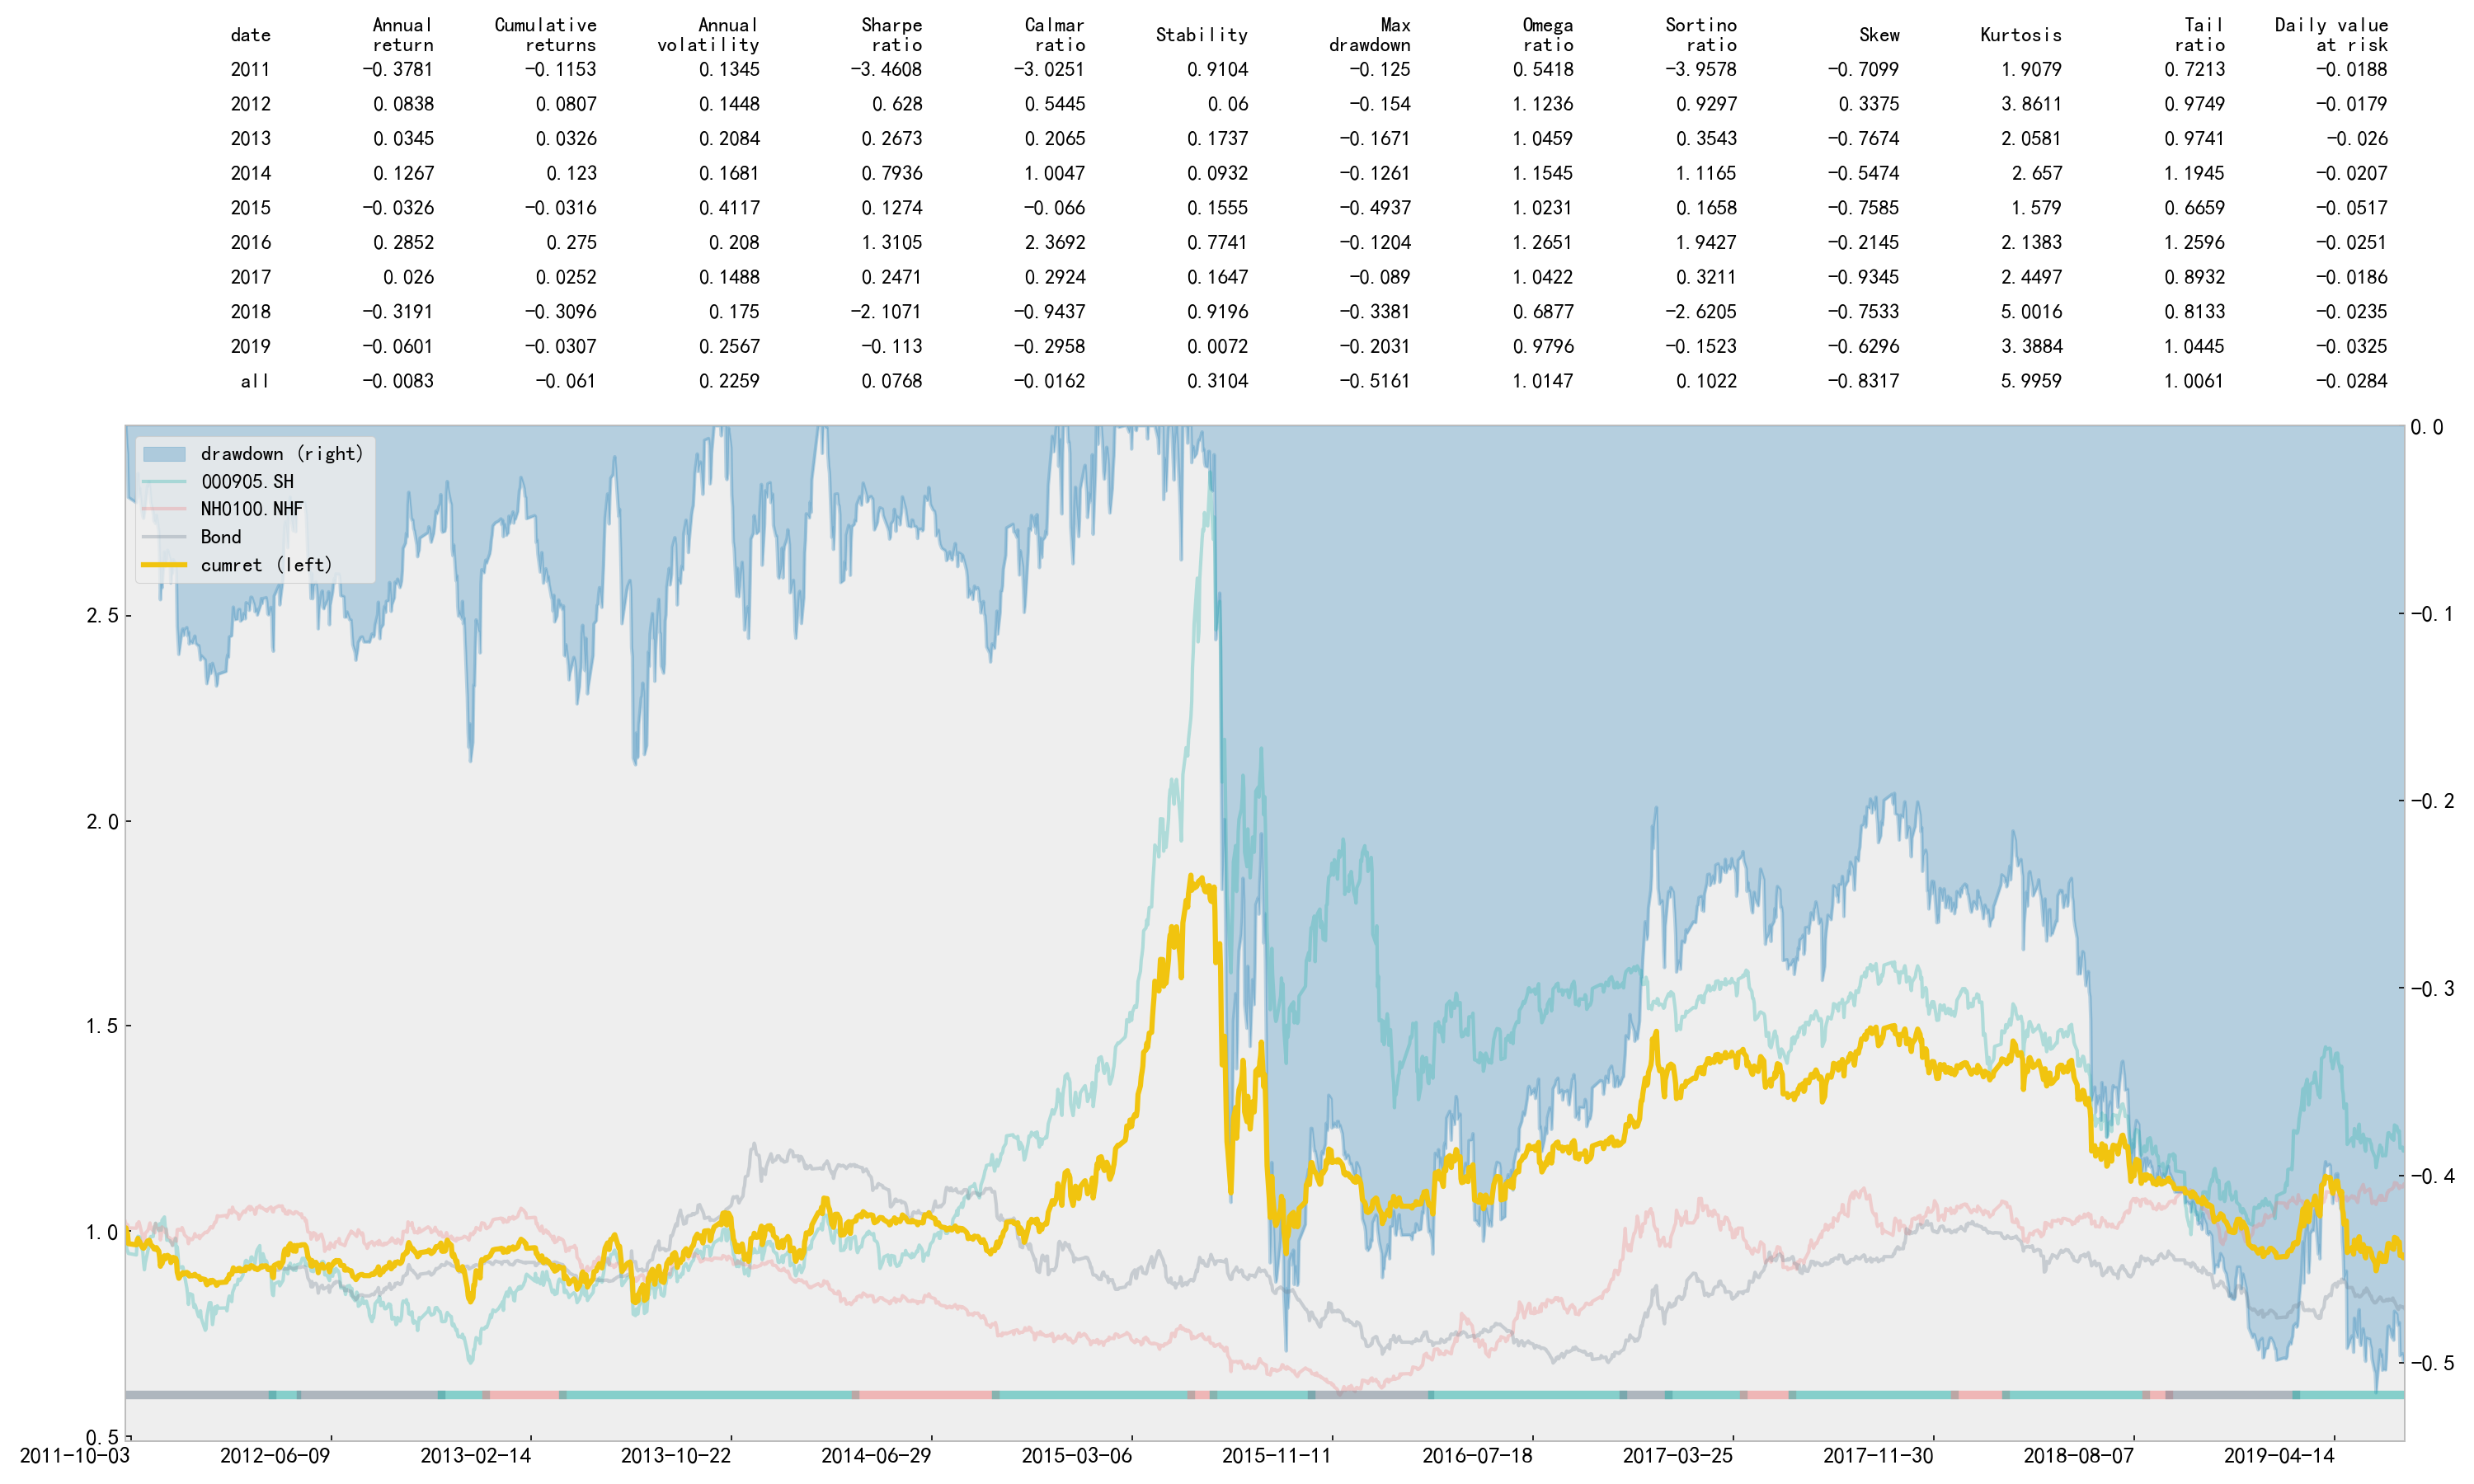 date Annual return Cumulative returns Annual volatility Sharpe ratio Calmar ratio Stability Max drawdown Omega ratio Sortino ratio Skew Kurtosis Tail ratio Daily value at risk
2011 -0.3781 -0.1153 0.1345 -3.4608 -3.0251 0.9104 -0.125 0.5418 -3.9578 -0.7099 1.9079 0.7213 -0.0188
2012 0.0838 0.0807 0.1448 0.628 0.5445 0.06 -0.154 1.1236 0.9297 0.3375 3.8611 0.9749 -0.0179
2013 0.0345 0.0326 0.2084 0.2673 0.2065 0.1737 -0.1671 1.0459 0.3543 -0.7674 2.0581 0.9741 -0.026
2014 0.1267 0.123 0.1681 0.7936 1.0047 0.0932 -0.1261 1.1545 1.1165 -0.5474 2.657 1.1945 -0.0207
2015 -0.0326 -0.0316 0.4117 0.1274 -0.066 0.1555 -0.4937 1.0231 0.1658 -0.7585 1.579 0.6659 -0.0517
2016 0.2852 0.275 0.208 1.3105 2.3692 0.7741 -0.1204 1.2651 1.9427 -0.2145 2.1383 1.2596 -0.0251
2017 0.026 0.0252 0.1488 0.2471 0.2924 0.1647 -0.089 1.0422 0.3211 -0.9345 2.4497 0.8932 -0.0186
2018 -0.3191 -0.3096 0.175 -2.1071 -0.9437 0.9196 -0.3381 0.6877 -2.6205 -0.7533 5.0016 0.8133 -0.0235
2019 -0.0601 -0.0307 0.2567 -0.113 -0.2958 0.0072 -0.2031 0.9796 -0.1523 -0.6296 3.3884 1.0445 -0.0325
all -0.0083 -0.061 0.2259 0.0768 -0.0162 0.3104 -0.5161 1.0147 0.1022 -0.8317 5.9959 1.0061 -0.0284
drawdown (right)
000905.SH
NH0100.NHF
Bond
cumret (left)
2.5
2.0
1.5
1.0
0.5
0.0
-0.1
-0.2
-0.3
-0.4
-0.5
2011-10-03 2012-06-09 2013-02-14 2013-10-22 2014-06-29 2015-03-06 2015-11-11 2016-07-18 2017-03-25 2017-11-30 2018-08-07 2019-04-14